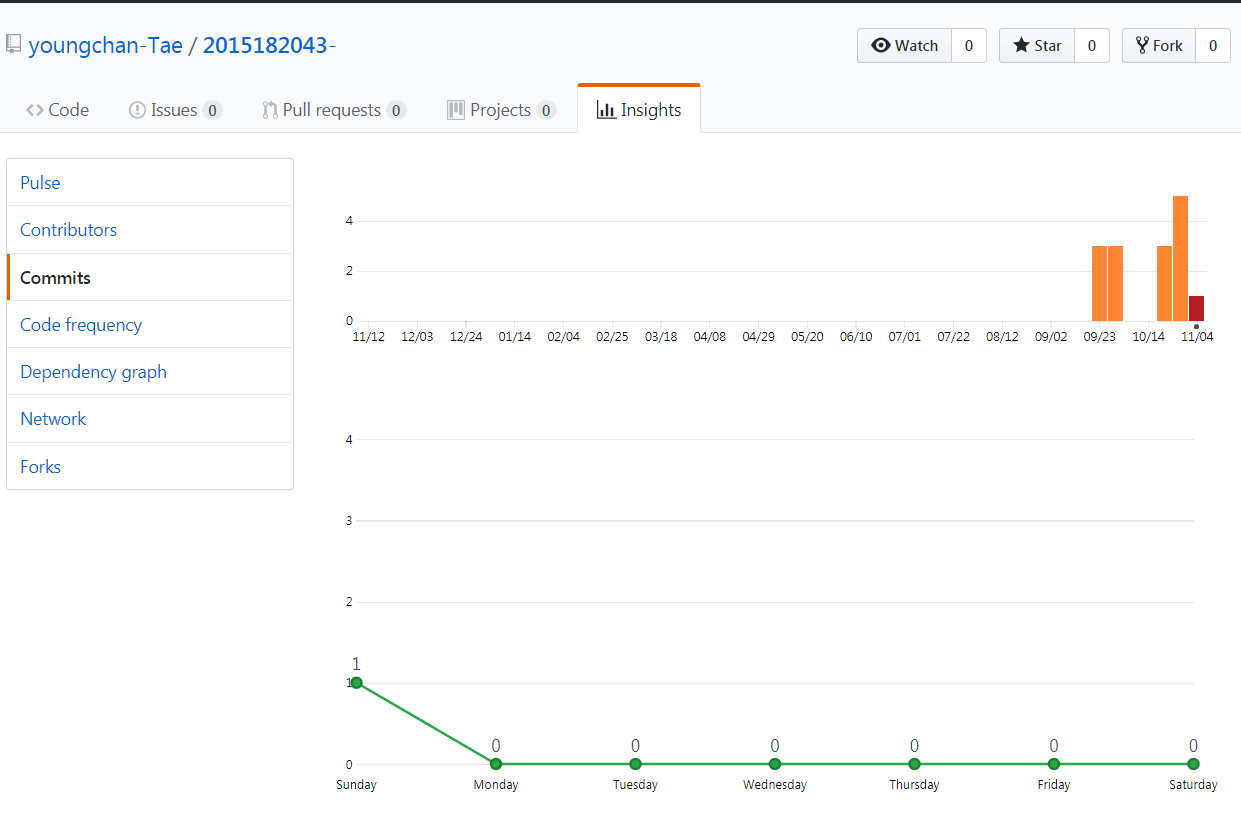 youngchan-Tae / 2015182043-
Watch 0 Star 0 Fork 0
Code Issues 0 Pull requests 0 Projects 0 Insights
Pulse
Contributors
Commits
Code frequency
Dependency graph
Network
Forks
4
2
0
11/12 12/03 12/24 01/14 02/04 02/25 03/18 04/08 04/29 05/20 06/10 07/01 07/22 08/12 09/02 09/23 10/14 11/04
4
3
2
1
1
0 0 0 0 0 0
0
Sunday Monday Tuesday Wednesday Thursday Friday Saturday